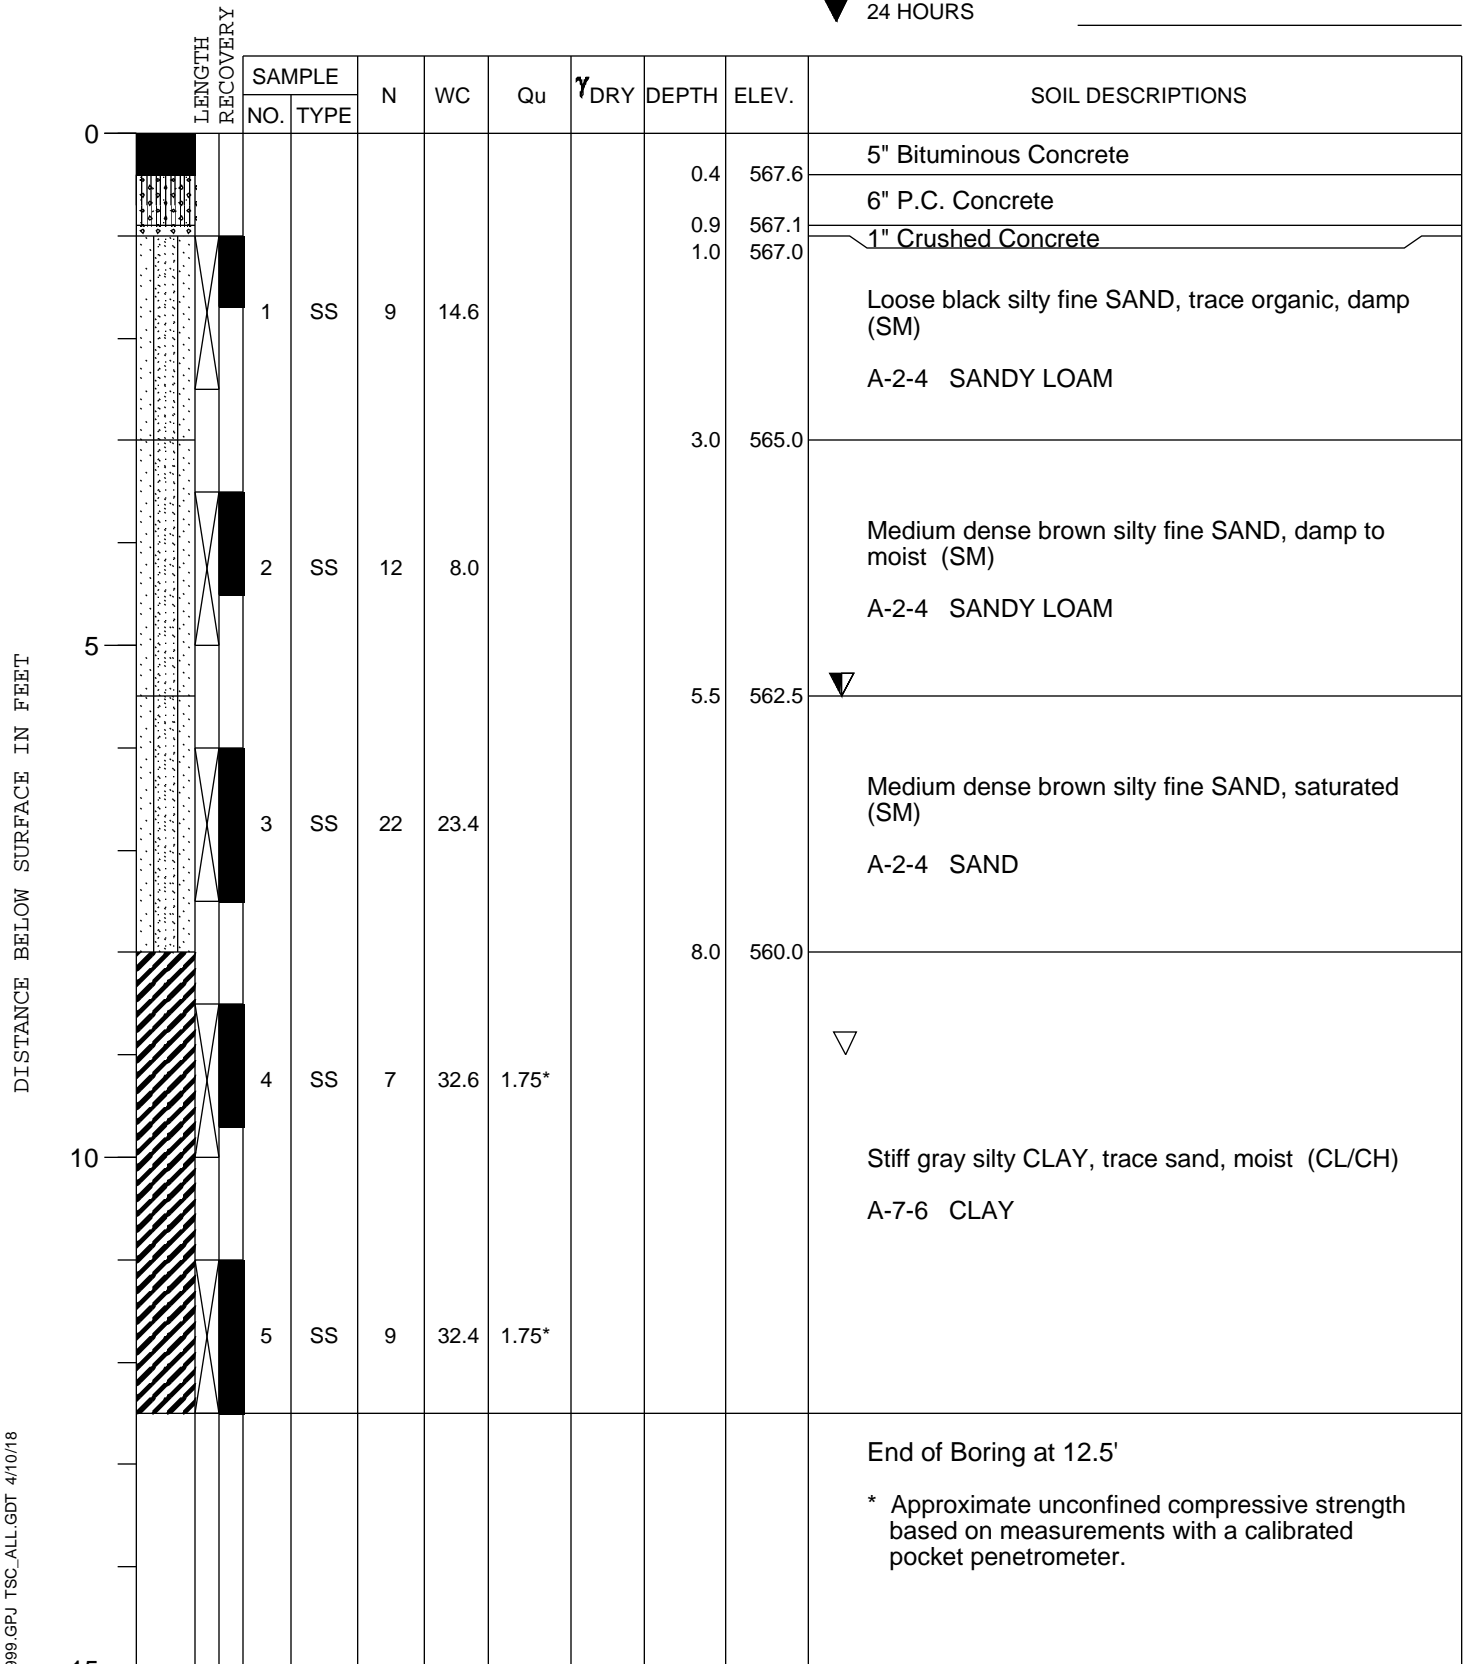 24 HOURS
LENGTH
RECOVERY
SAMPLE
NO. TYPE N WC Qu γDRY DEPTH ELEV. SOIL DESCRIPTIONS
0
5" Bituminous Concrete
0.4 567.6
6" P.C. Concrete
0.9 567.1
1" Crushed Concrete
1.0 567.0
Loose black silty fine SAND, trace organic, damp
1 SS 9 14.6
(SM)
A-2-4 SANDY LOAM
3.0 565.0
Medium dense brown silty fine SAND, damp to
moist (SM)
2 SS 12 8.0
A-2-4 SANDY LOAM
5
5.5 562.5
Medium dense brown silty fine SAND, saturated
(SM)
3 SS 22 23.4
A-2-4 SAND
8.0 560.0
DISTANCE BELOW SURFACE IN FEET
4 SS 7 32.6 1.75*
10
Stiff gray silty CLAY, trace sand, moist (CL/CH)
A-7-6 CLAY
5 SS 9 32.4 1.75*
End of Boring at 12.5'
* Approximate unconfined compressive strength
based on measurements with a calibrated
pocket penetrometer.
999.GPJ TSC_ALL.GDT 4/10/18